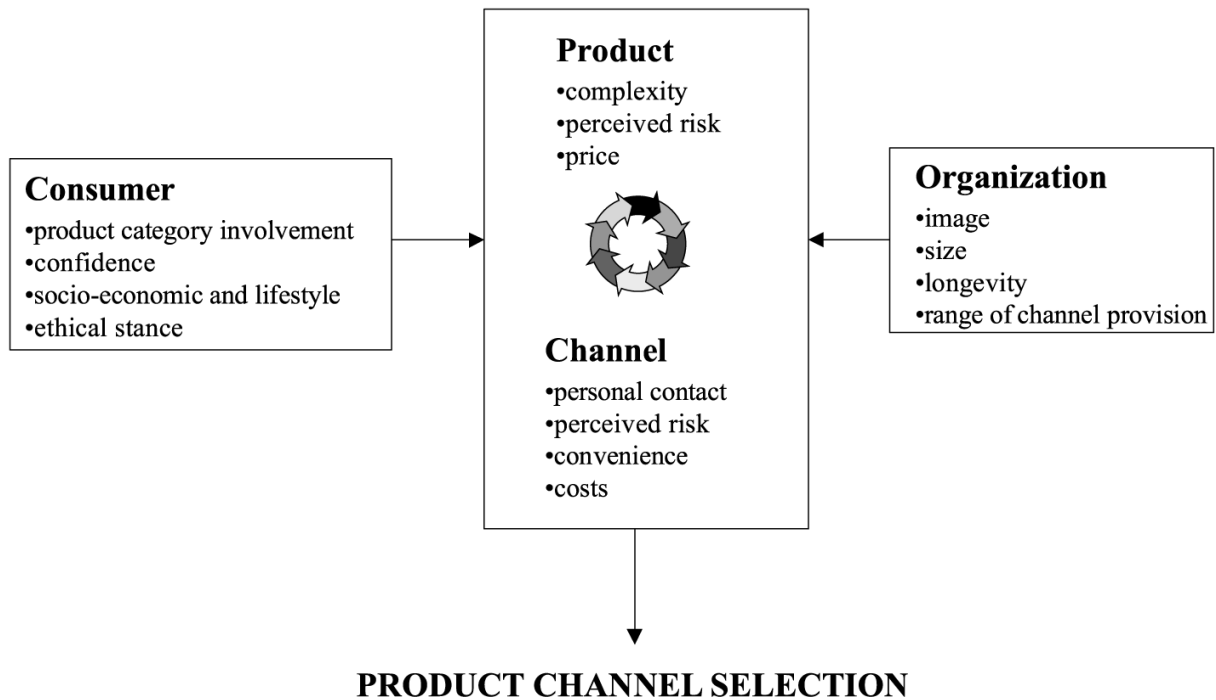 Product
•complexity
•perceived risk
•price
Consumer
•product category involvement
•confidence
•socio-economic and lifestyle
•ethical stance
Organization
•image
•size
•longevity
•range of channel provision
Channel
•personal contact
•perceived risk
•convenience
•costs
PRODUCT CHANNEL SELECTION